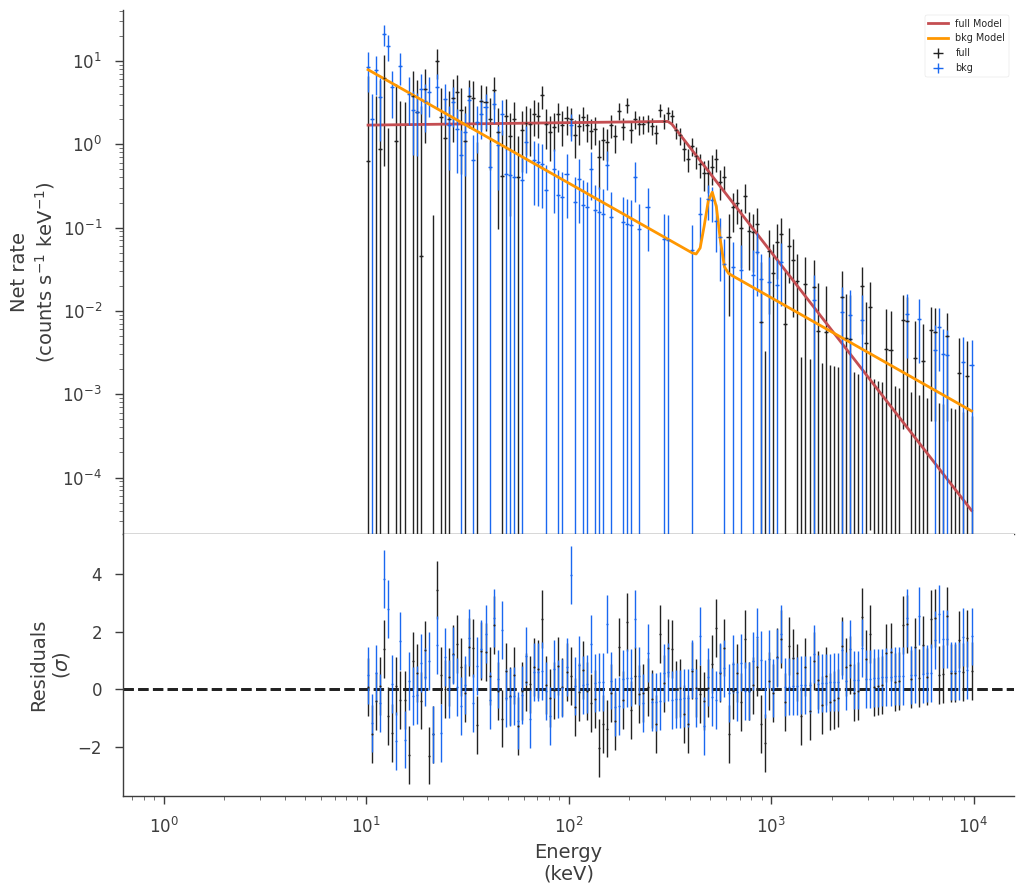 full Model
bkg Model
full
bkg
Net rate
(counts s⁻¹ keV⁻¹)
10¹
10⁰
10⁻¹
10⁻²
10⁻³
10⁻⁴
Residuals
(σ)
4
2
0
−2
10⁰ 10¹ 10² 10³ 10⁴
Energy
(keV)